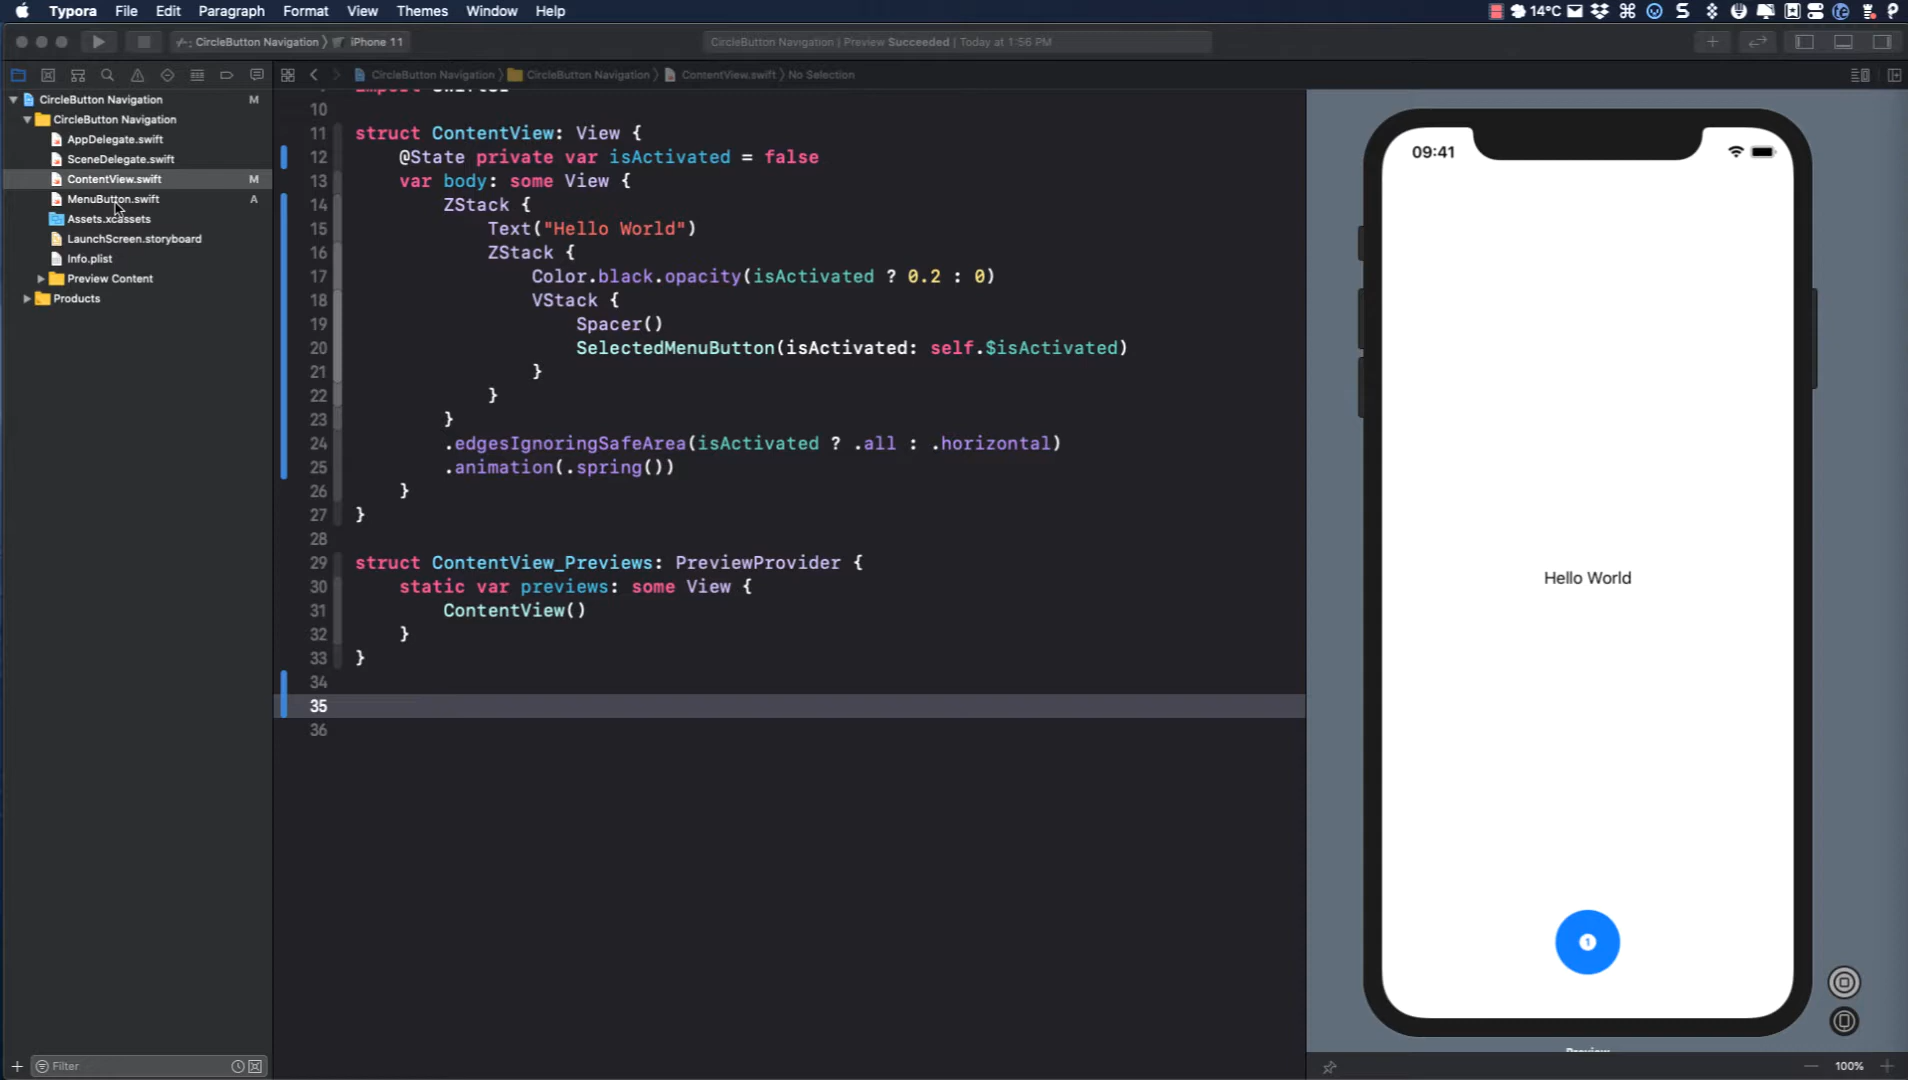 Typora File Edit Paragraph Format View Themes Window Help 14°C
CircleButton Navigation iPhone 11 CircleButton Navigation | Preview Succeeded | Today at 1:56 PM
CircleButton Navigation CircleButton Navigation ContentView.swift No Selection
CircleButton Navigation M
CircleButton Navigation
AppDelegate.swift
SceneDelegate.swift
ContentView.swift M
MenuButton.swift A
Assets.xcassets
LaunchScreen.storyboard
Info.plist
Preview Content
Products
Filter
10
11 struct ContentView: View {
12 @State private var isActivated = false
13 var body: some View {
14 ZStack {
15 Text("Hello World")
16 ZStack {
17 Color.black.opacity(isActivated ? 0.2 : 0)
18 VStack {
19 Spacer()
20 SelectedMenuButton(isActivated: self.$isActivated)
21 }
22 }
23 }
24 .edgesIgnoringSafeArea(isActivated ? .all : .horizontal)
25 .animation(.spring())
26 }
27 }
28
29 struct ContentView_Previews: PreviewProvider {
30 static var previews: some View {
31 ContentView()
32 }
33 }
34
35
36
09:41
Hello World
1
Preview
100%